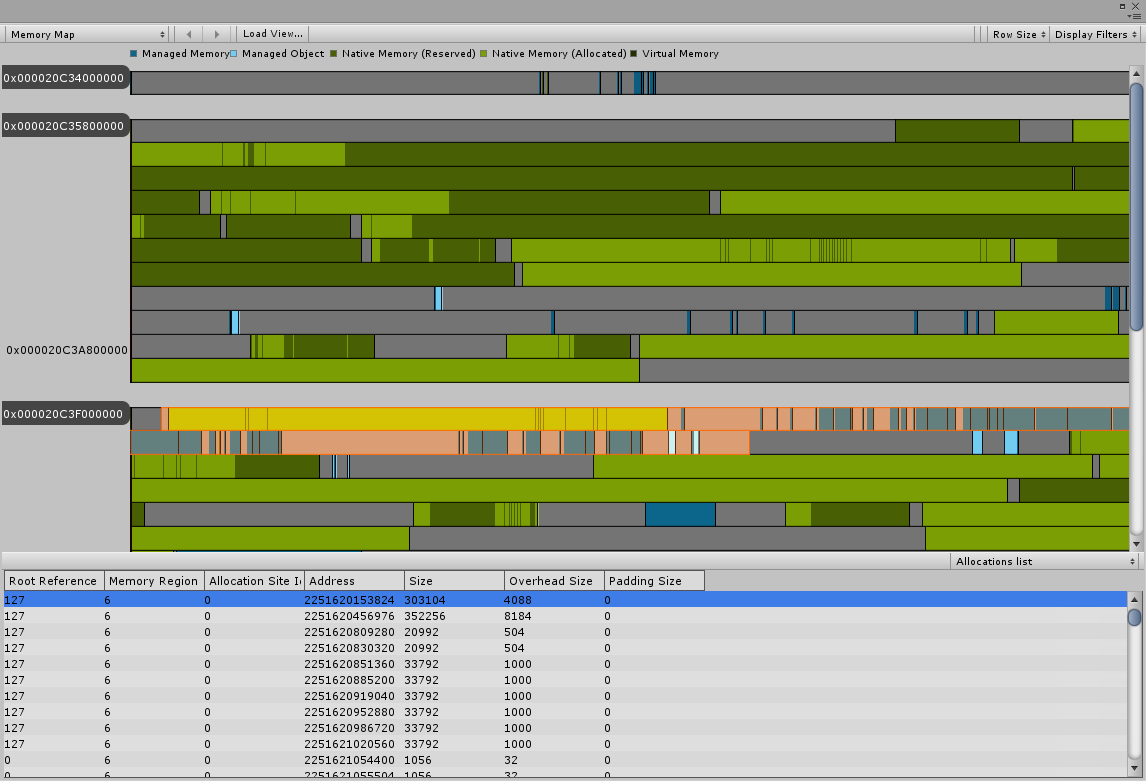 Memory Map Load View... Row Size Display Filters
Managed Memory Managed Object Native Memory (Reserved) Native Memory (Allocated) Virtual Memory
0x000020C34000000
0x000020C35800000
0x000020C3A800000
0x000020C3F000000
Allocations list
Root Reference Memory Region Allocation Site I Address Size Overhead Size Padding Size
127 6 0 2251620153824 303104 4088 0
127 6 0 2251620456976 352256 8184 0
127 6 0 2251620809280 20992 504 0
127 6 0 2251620830320 20992 504 0
127 6 0 2251620851360 33792 1000 0
127 6 0 2251620885200 33792 1000 0
127 6 0 2251620919040 33792 1000 0
127 6 0 2251620952880 33792 1000 0
127 6 0 2251620986720 33792 1000 0
127 6 0 2251621020560 33792 1000 0
0 6 0 2251621054400 1056 32 0
0 6 0 2251621055504 1056 32 0